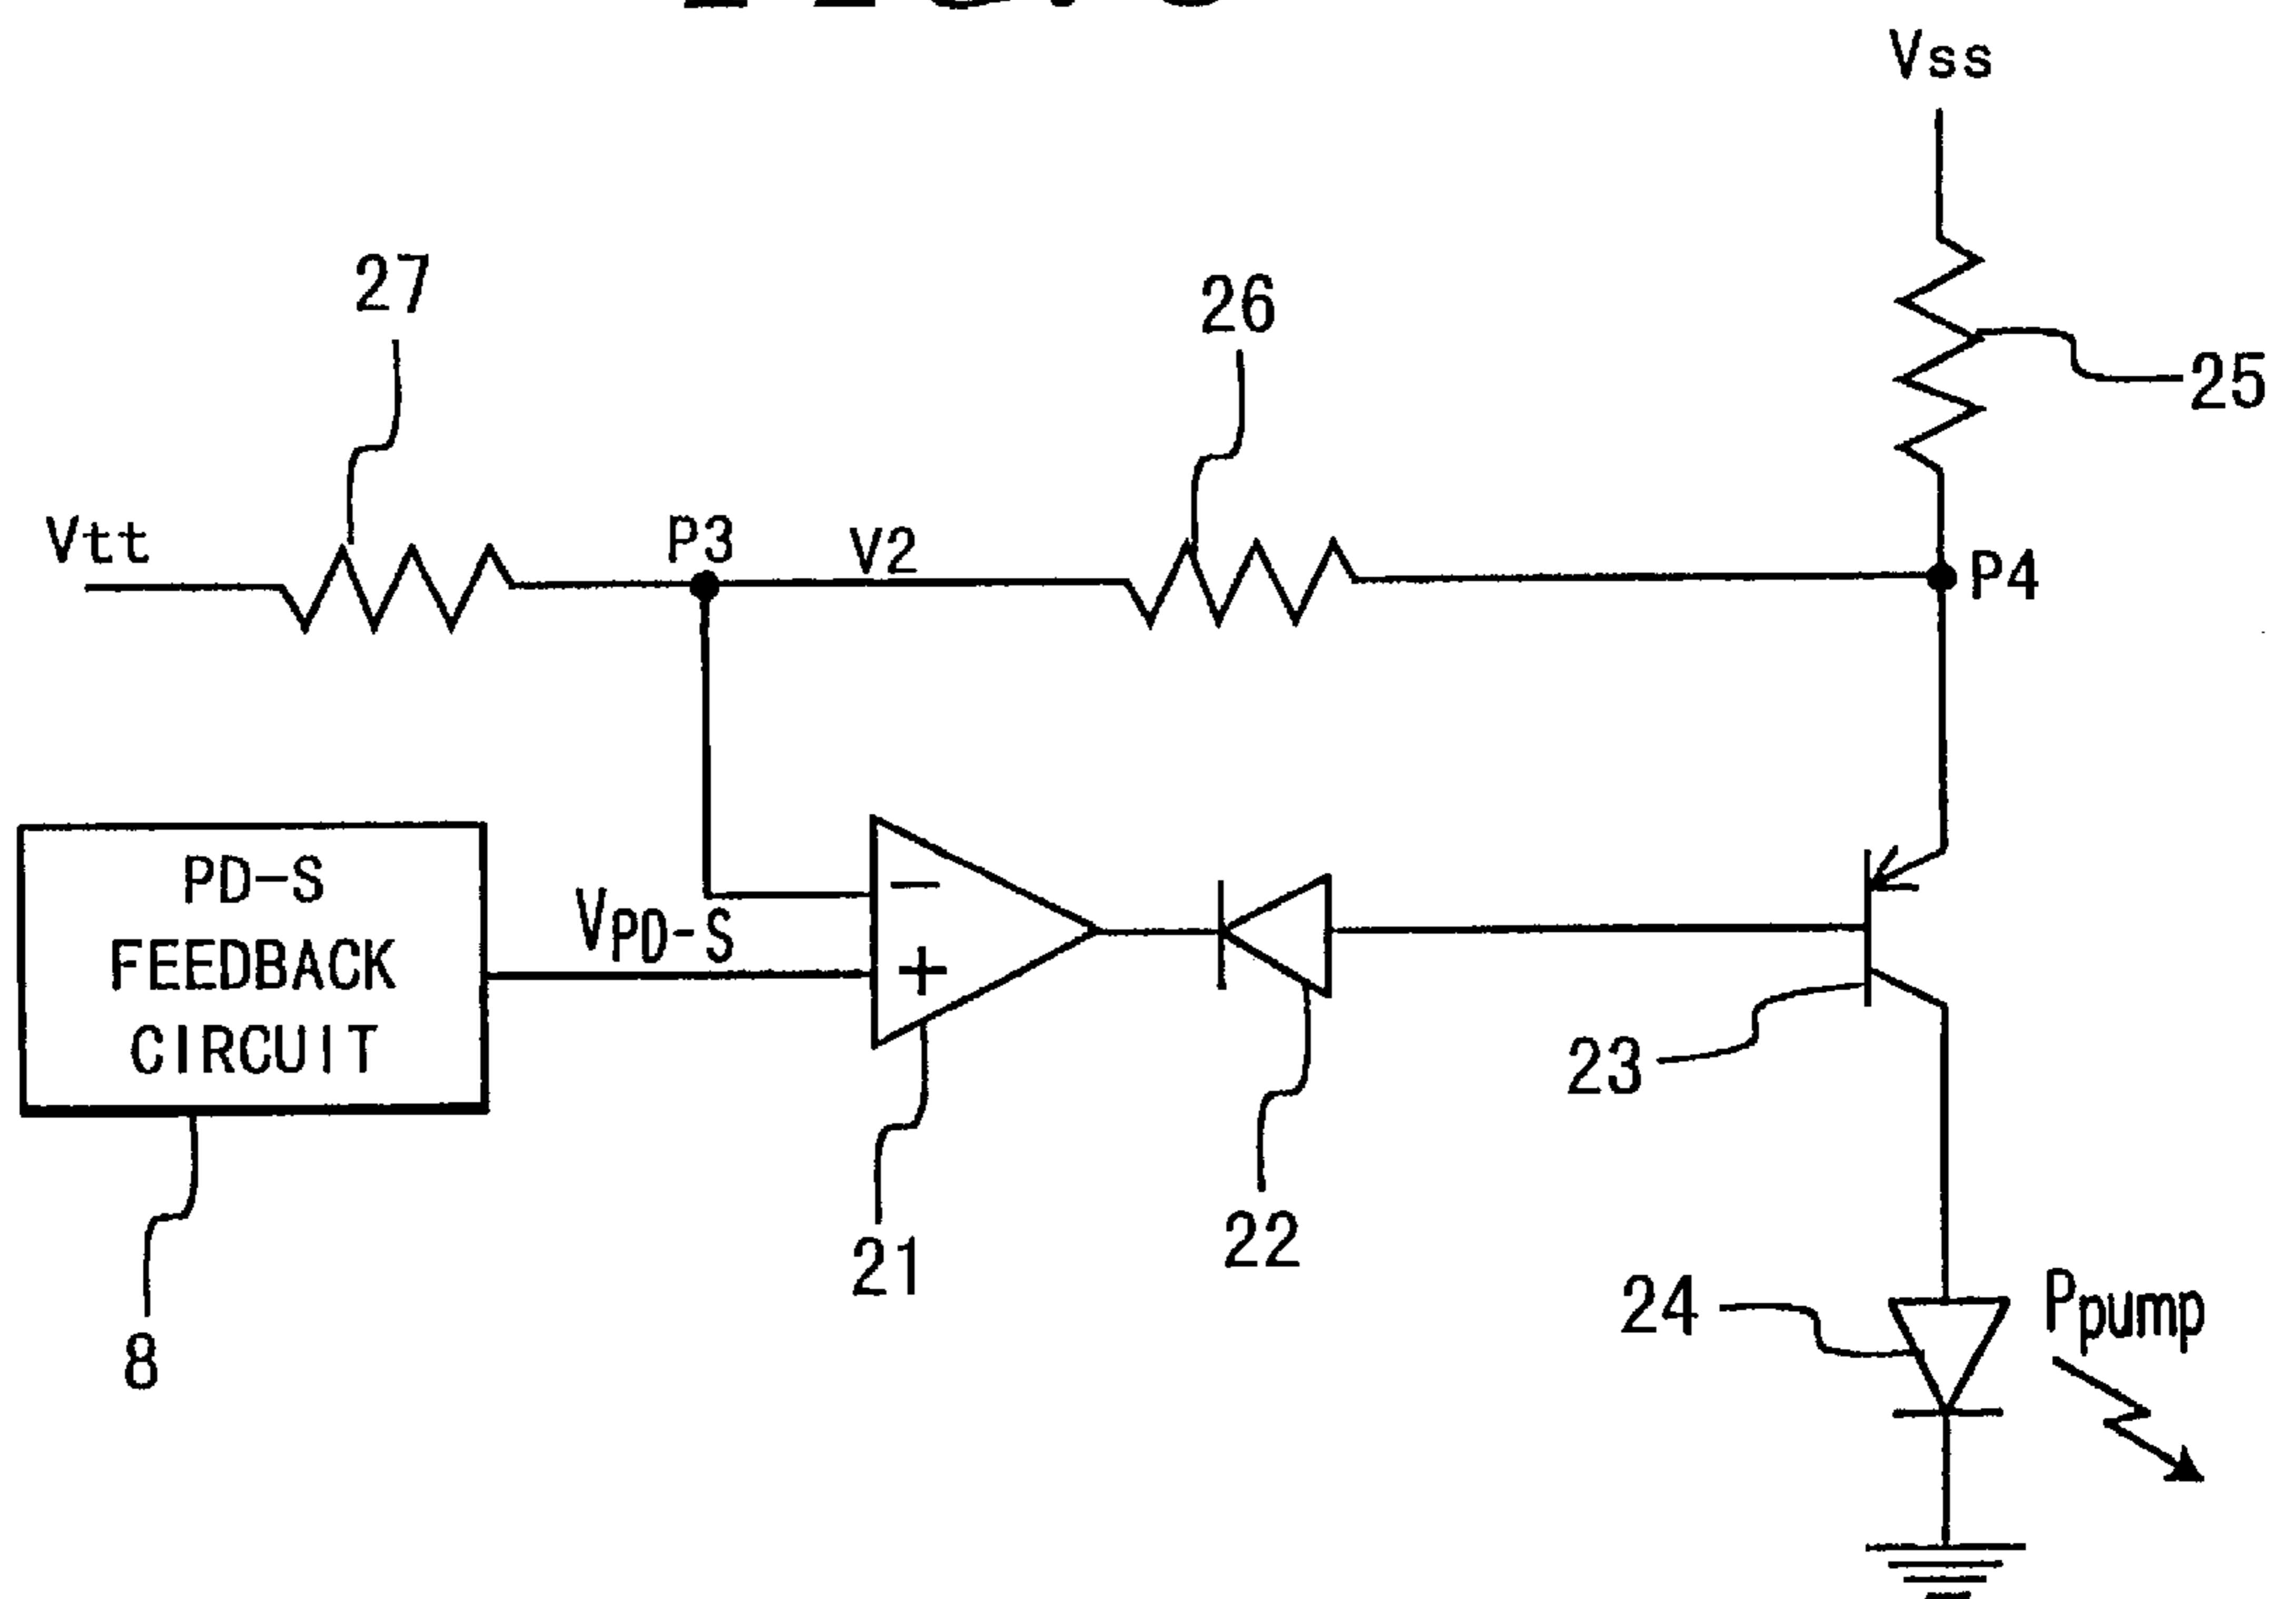 Vss
27
26
25
Vtt
P3
V2
P4
PD-S
FEEDBACK
CIRCUIT
VPD-S
−
+
23
21
22
24
Ppump
8